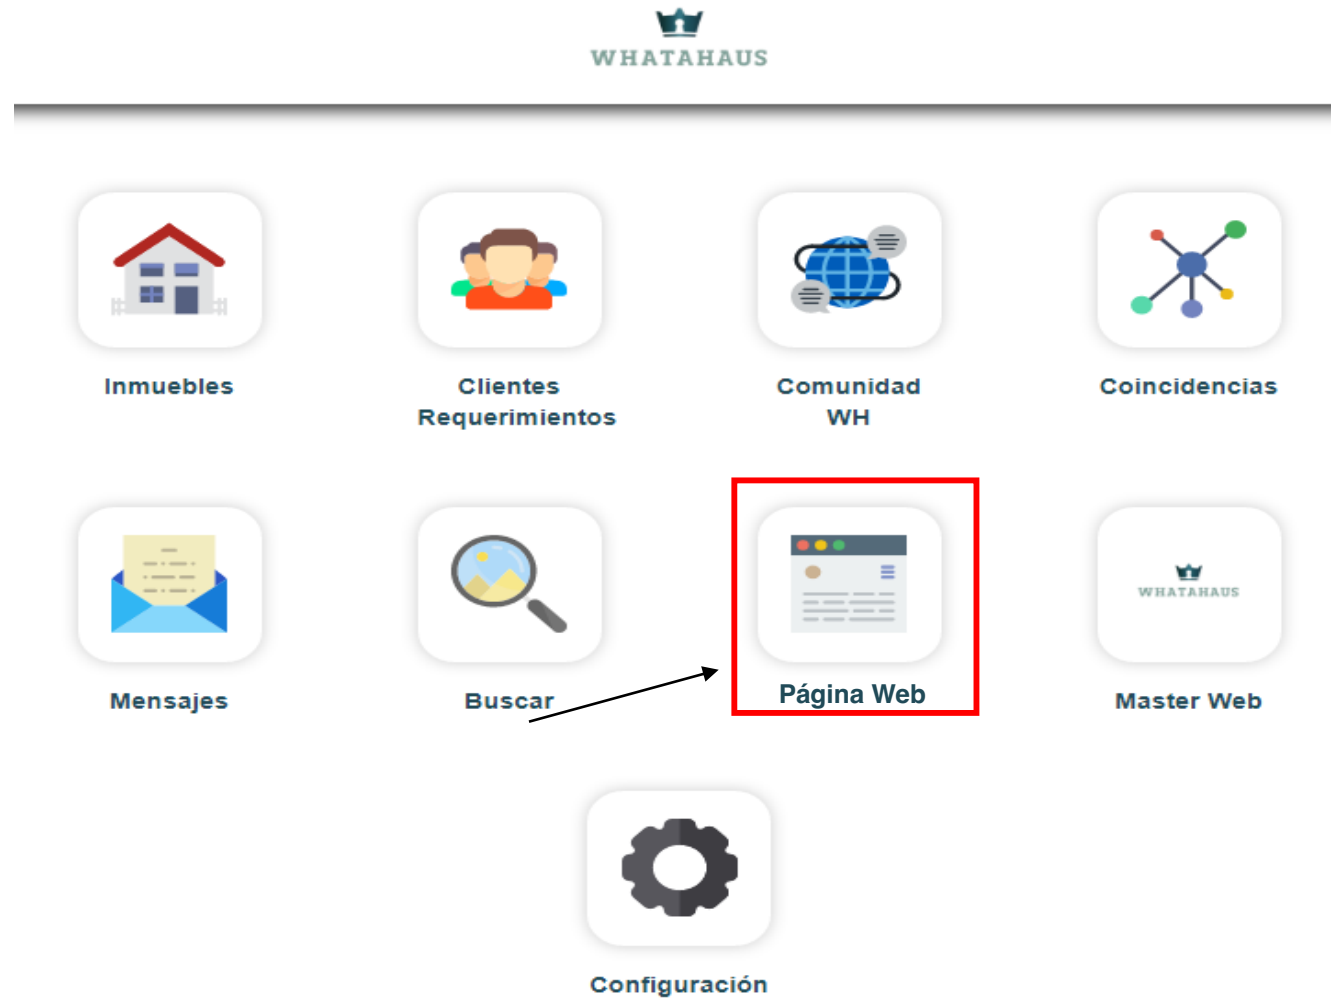 WHATAHAUS
Inmuebles
Clientes
Requerimientos
Comunidad
WH
Coincidencias
Mensajes
Buscar
Página Web
WHATAHAUS
Master Web
Configuración